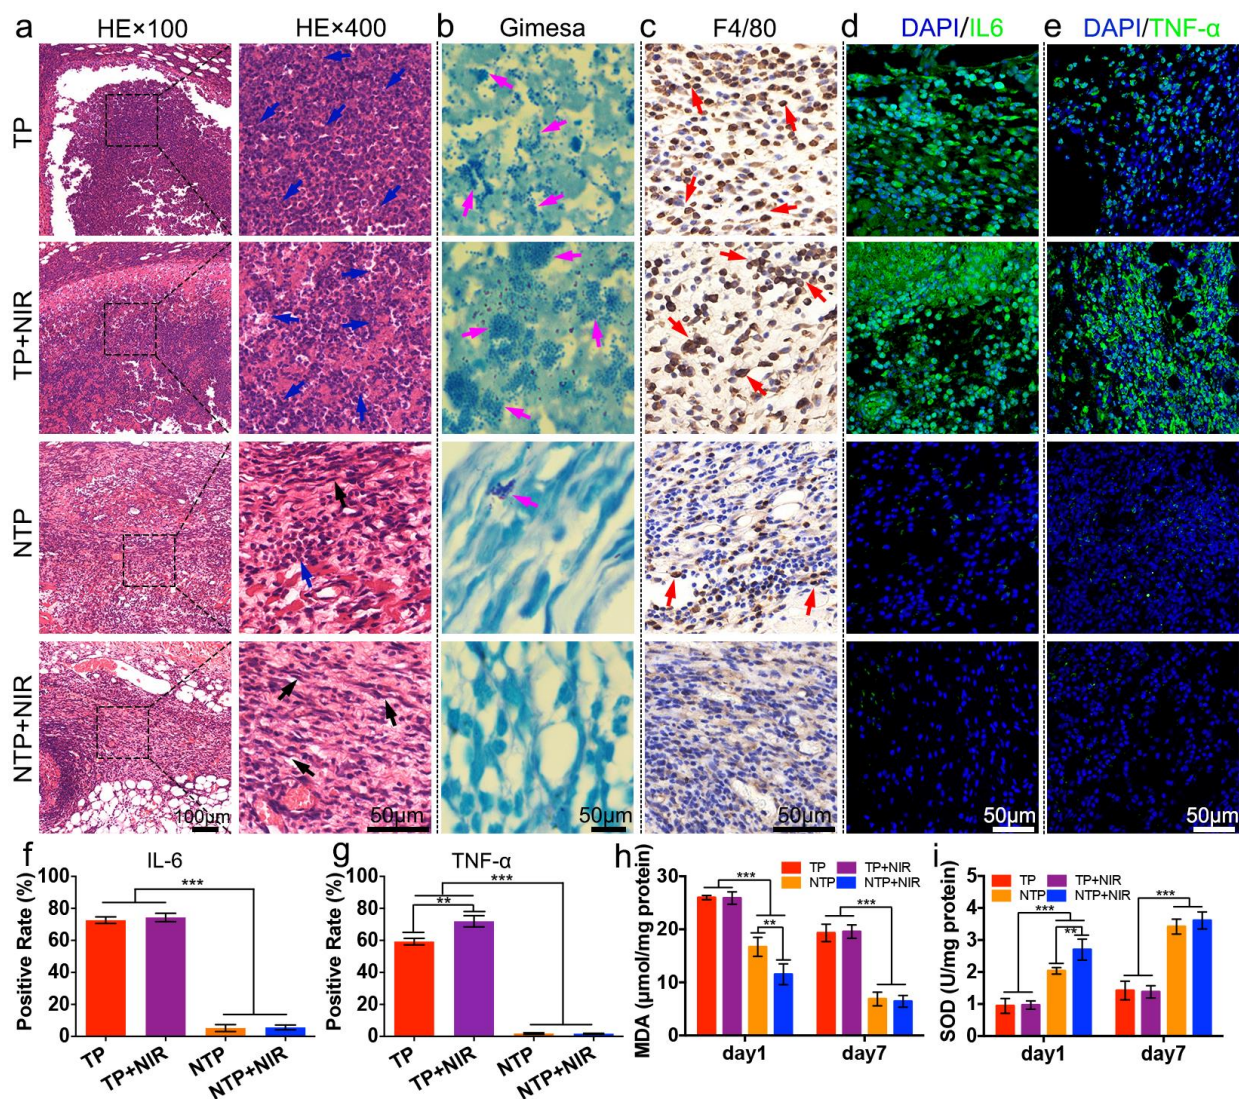 a HE×100 HE×400 b Gimesa c F4/80 d DAPI/IL6 e DAPI/TNF-α
TP
TP+NIR
NTP
NTP+NIR
100μm 50μm 50μm 50μm 50μm 50μm
f IL-6
Positive Rate (%)
100
80
60
40
20
0
***
TP TP+NIR NTP NTP+NIR
g TNF-α
Positive Rate (%)
100
80
60
40
20
0
***
**
TP TP+NIR NTP NTP+NIR
h
TP TP+NIR
NTP NTP+NIR
MDA (μmol/mg protein)
30
20
10
0
*** ***
**
day1 day7
i
TP TP+NIR
NTP NTP+NIR
SOD (U/mg protein)
5
4
3
2
1
0
*** ***
**
day1 day7